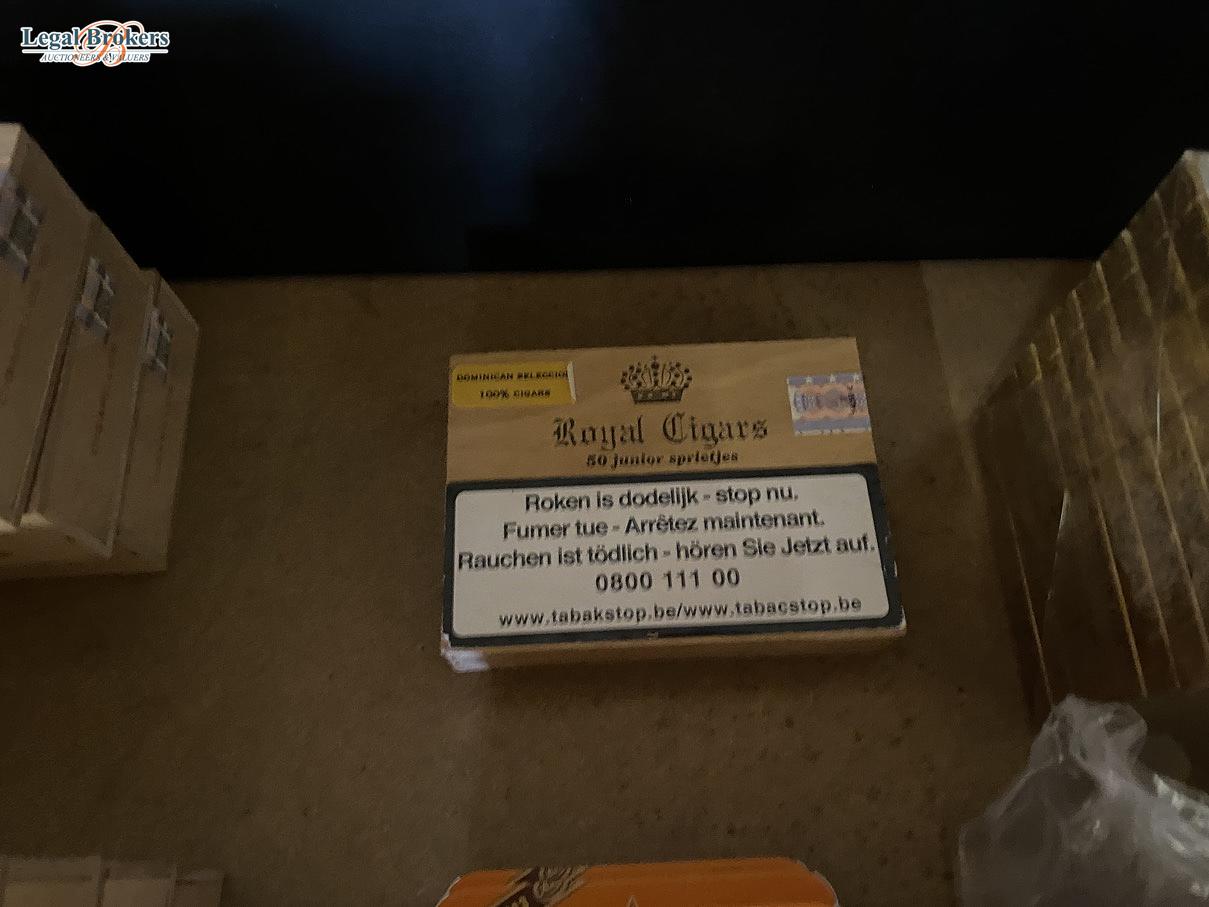 Legal Brokers
AUCTIONEERS & VALUERS
DOMINICAN SELECCION
100% CIGARS
Royal Cigars
50 junior sprietjes
Roken is dodelijk - stop nu.
Fumer tue - Arrêtez maintenant.
Rauchen ist tödlich - hören Sie Jetzt auf.
0800 111 00
www.tabakstop.be/www.tabacstop.be